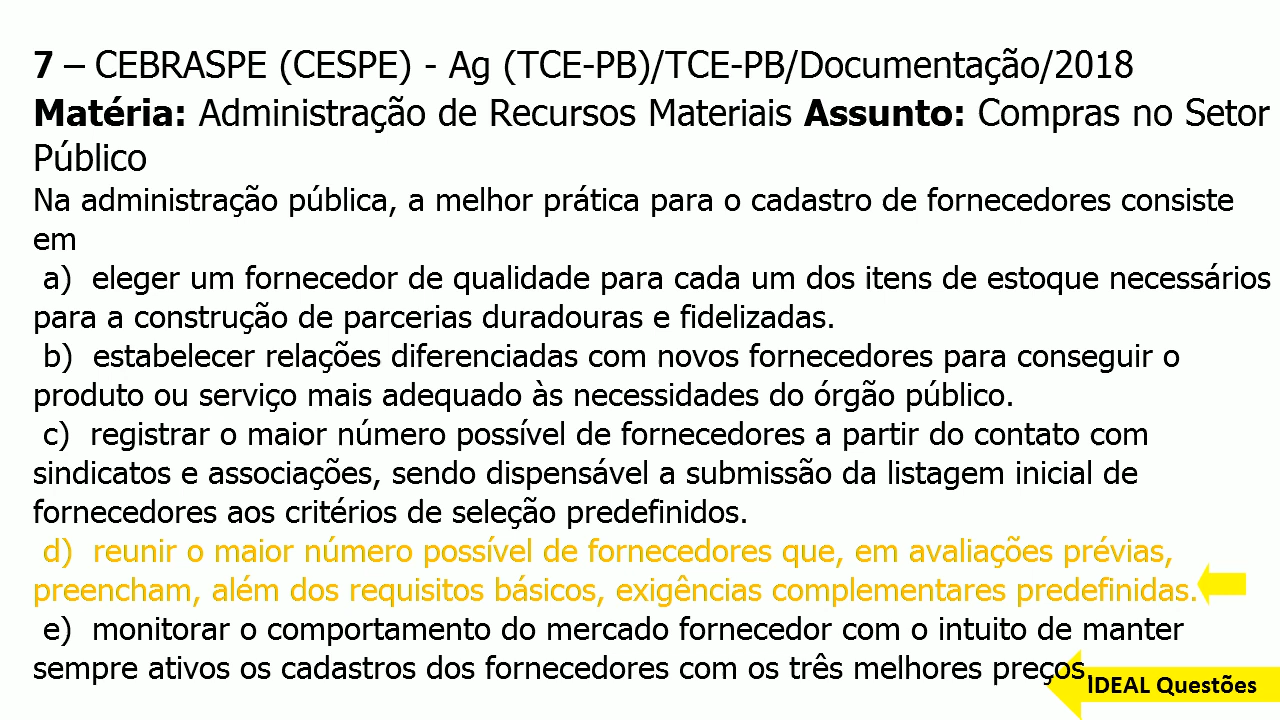 7 – CEBRASPE (CESPE) - Ag (TCE-PB)/TCE-PB/Documentação/2018
Matéria: Administração de Recursos Materiais Assunto: Compras no Setor
Público
Na administração pública, a melhor prática para o cadastro de fornecedores consiste
em
a) eleger um fornecedor de qualidade para cada um dos itens de estoque necessários
para a construção de parcerias duradouras e fidelizadas.
b) estabelecer relações diferenciadas com novos fornecedores para conseguir o
produto ou serviço mais adequado às necessidades do órgão público.
c) registrar o maior número possível de fornecedores a partir do contato com
sindicatos e associações, sendo dispensável a submissão da listagem inicial de
fornecedores aos critérios de seleção predefinidos.
d) reunir o maior número possível de fornecedores que, em avaliações prévias,
preencham, além dos requisitos básicos, exigências complementares predefinidas.
e) monitorar o comportamento do mercado fornecedor com o intuito de manter
sempre ativos os cadastros dos fornecedores com os três melhores preços
IDEAL Questões